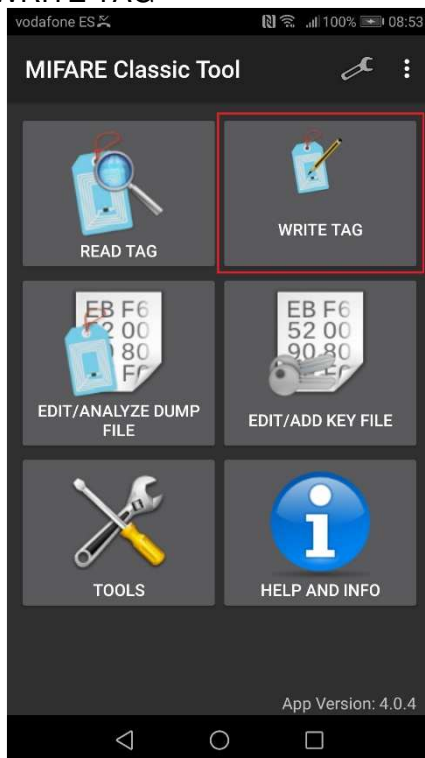 WRITE TAG
vodafone ES 100% 08:53
MIFARE Classic Tool
READ TAG
WRITE TAG
EB F6
52 00
80
EB F6
52 00
90 80
EDIT/ANALYZE DUMP
FILE
EDIT/ADD KEY FILE
TOOLS
HELP AND INFO
App Version: 4.0.4